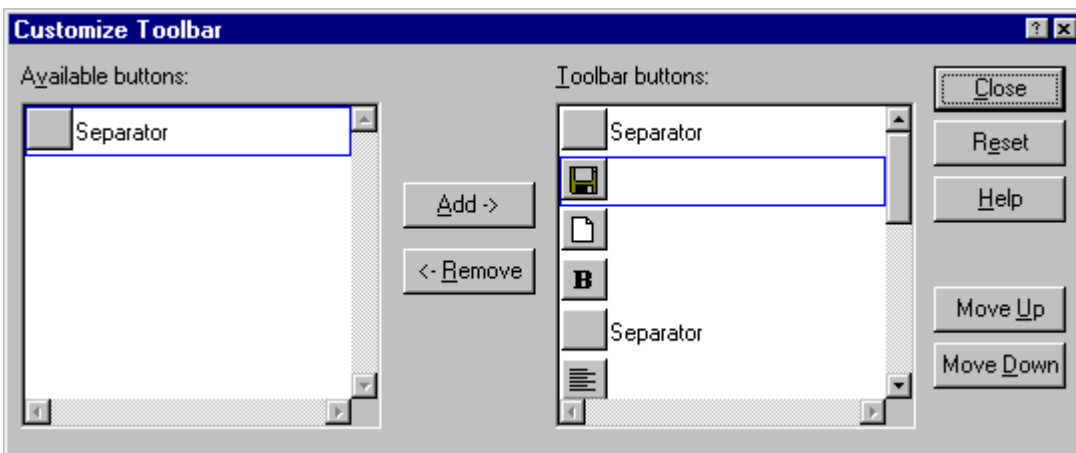 Customize Toolbar
Available buttons:
Separator
Add ->
<- Remove
Toolbar buttons:
Separator
B
Separator
Close
Reset
Help
Move Up
Move Down